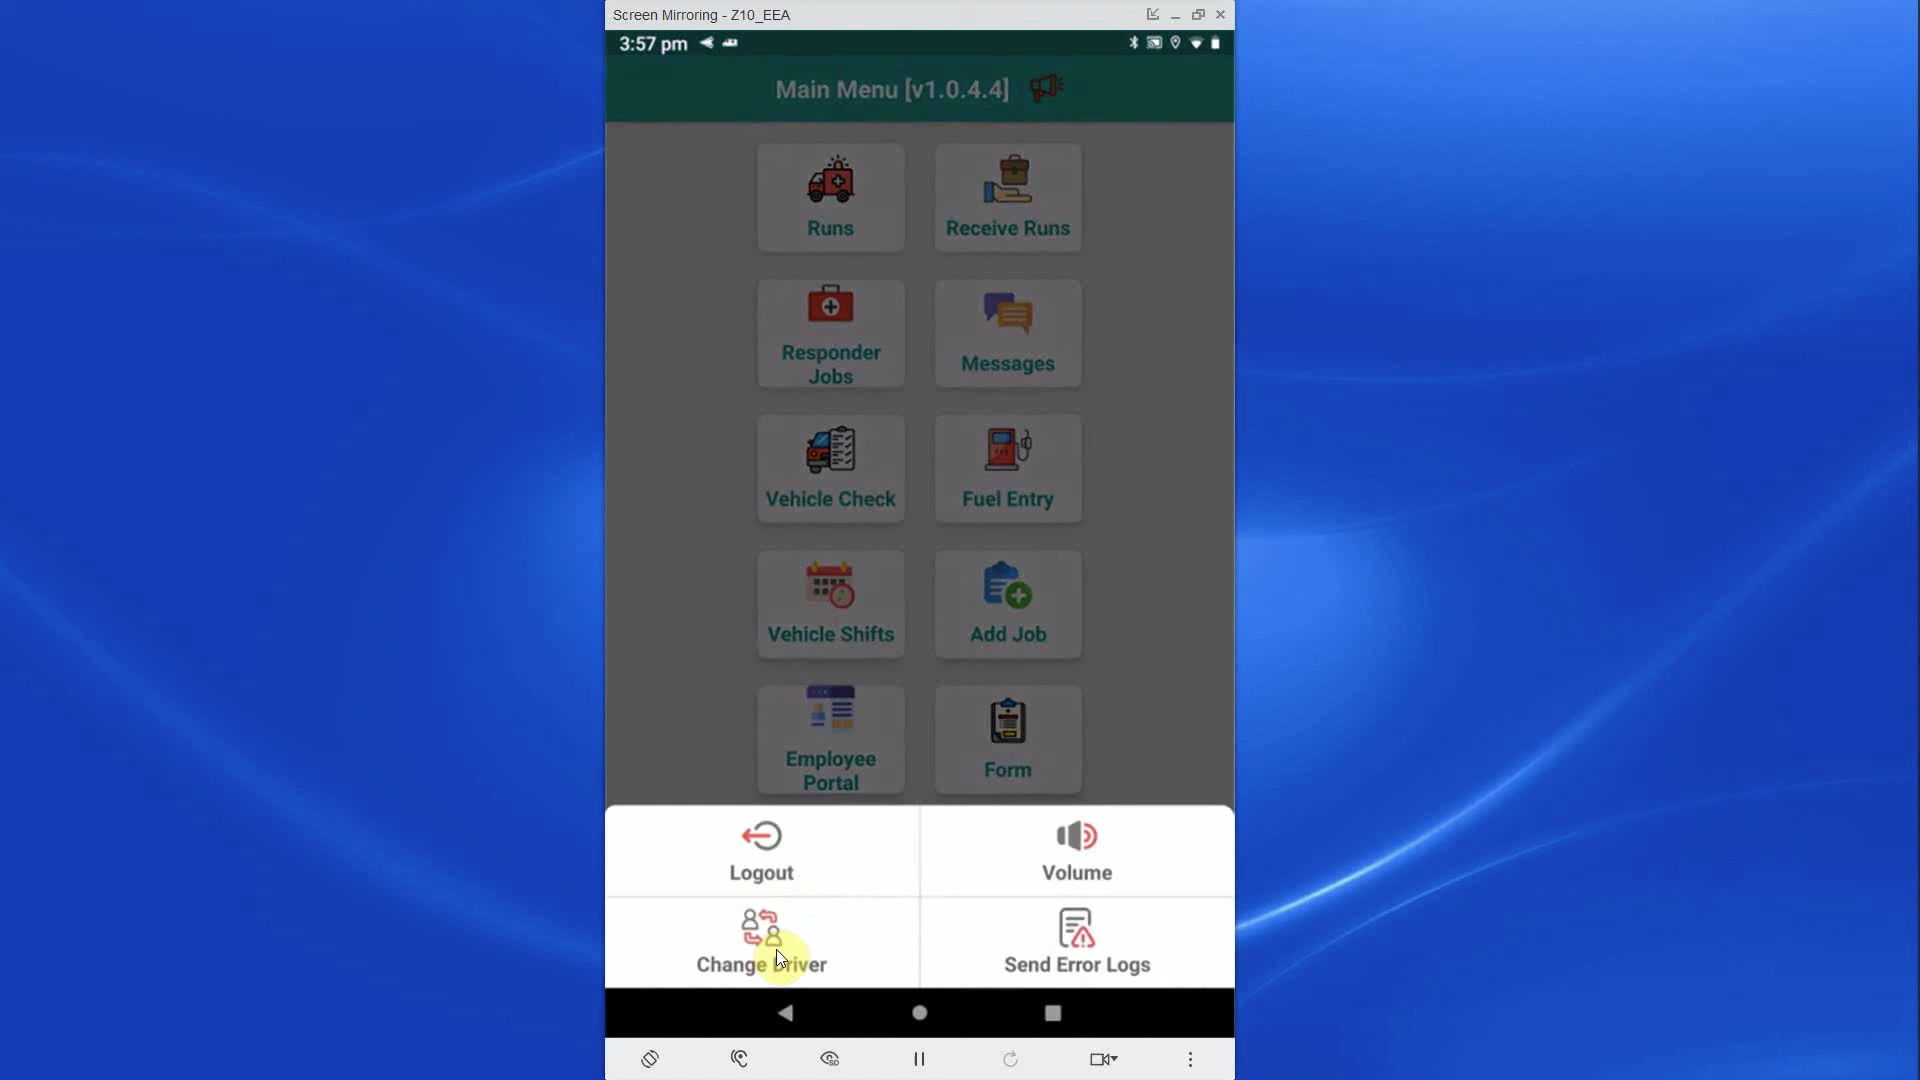 Screen Mirroring - Z10_EEA
3:57 pm
Main Menu [v1.0.4.4]
Runs
Receive Runs
Responder
Jobs
Messages
Vehicle Check
Fuel Entry
Vehicle Shifts
Add Job
Employee
Portal
Form
Logout
Volume
Change Driver
Send Error Logs
SD